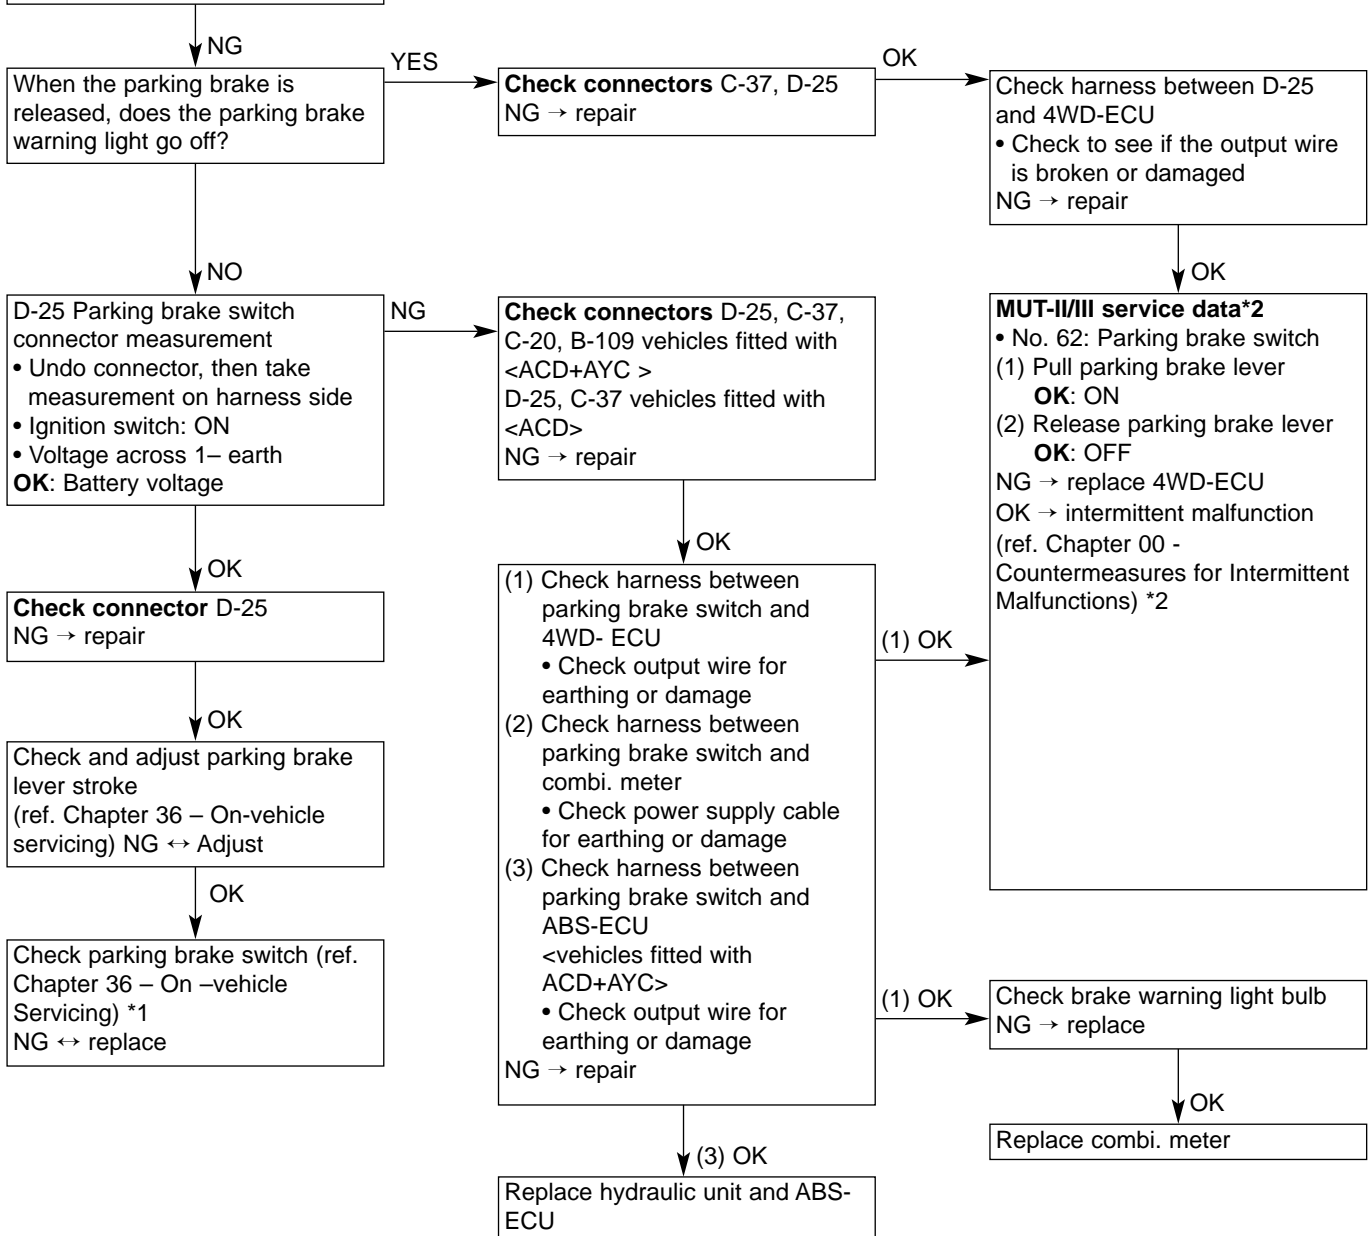 NG
When the parking brake is
released, does the parking brake
warning light go off?
YES
Check connectors C-37, D-25
NG → repair
OK
Check harness between D-25
and 4WD-ECU
• Check to see if the output wire
is broken or damaged
NG → repair
NO
OK
D-25 Parking brake switch
connector measurement
• Undo connector, then take
measurement on harness side
• Ignition switch: ON
• Voltage across 1– earth
OK: Battery voltage
NG
Check connectors D-25, C-37,
C-20, B-109 vehicles fitted with
<ACD+AYC >
D-25, C-37 vehicles fitted with
<ACD>
NG → repair
MUT-II/III service data*2
• No. 62: Parking brake switch
(1) Pull parking brake lever
OK: ON
(2) Release parking brake lever
OK: OFF
NG → replace 4WD-ECU
OK → intermittent malfunction
(ref. Chapter 00 -
Countermeasures for Intermittent
Malfunctions) *2
OK
Check connector D-25
NG → repair
OK
Check and adjust parking brake
lever stroke
(ref. Chapter 36 – On-vehicle
servicing) NG ↔ Adjust
OK
Check parking brake switch (ref.
Chapter 36 – On –vehicle
Servicing) *1
NG ↔ replace
OK
(1) Check harness between
parking brake switch and
4WD- ECU
• Check output wire for
earthing or damage
(2) Check harness between
parking brake switch and
combi. meter
• Check power supply cable
for earthing or damage
(3) Check harness between
parking brake switch and
ABS-ECU
<vehicles fitted with
ACD+AYC>
• Check output wire for
earthing or damage
NG → repair
(1) OK
(1) OK
Check brake warning light bulb
NG → replace
OK
Replace combi. meter
(3) OK
Replace hydraulic unit and ABS-
ECU